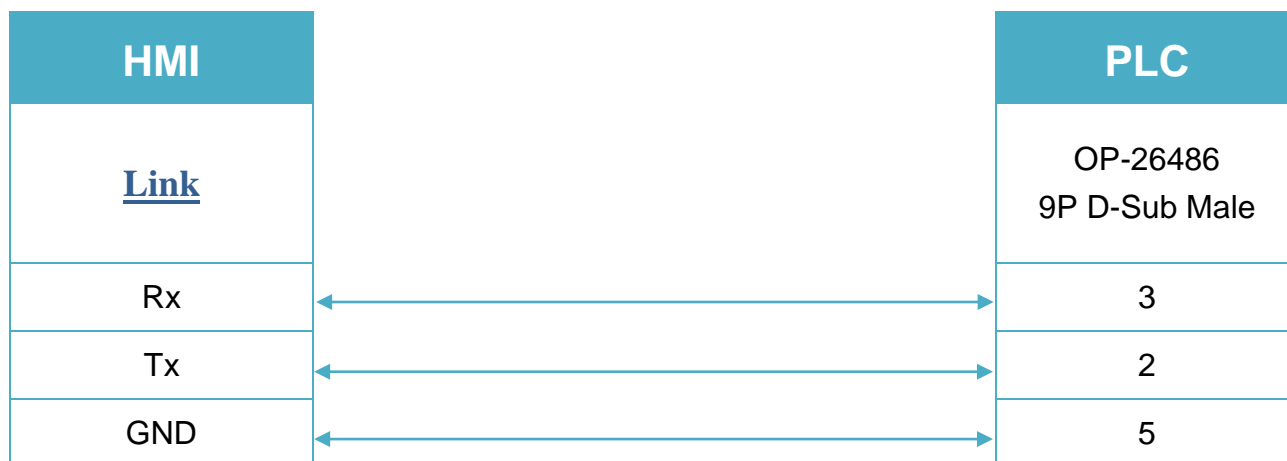 HMI
PLC
Link
OP-26486
9P D-Sub Male
Rx
3
Tx
2
GND
5